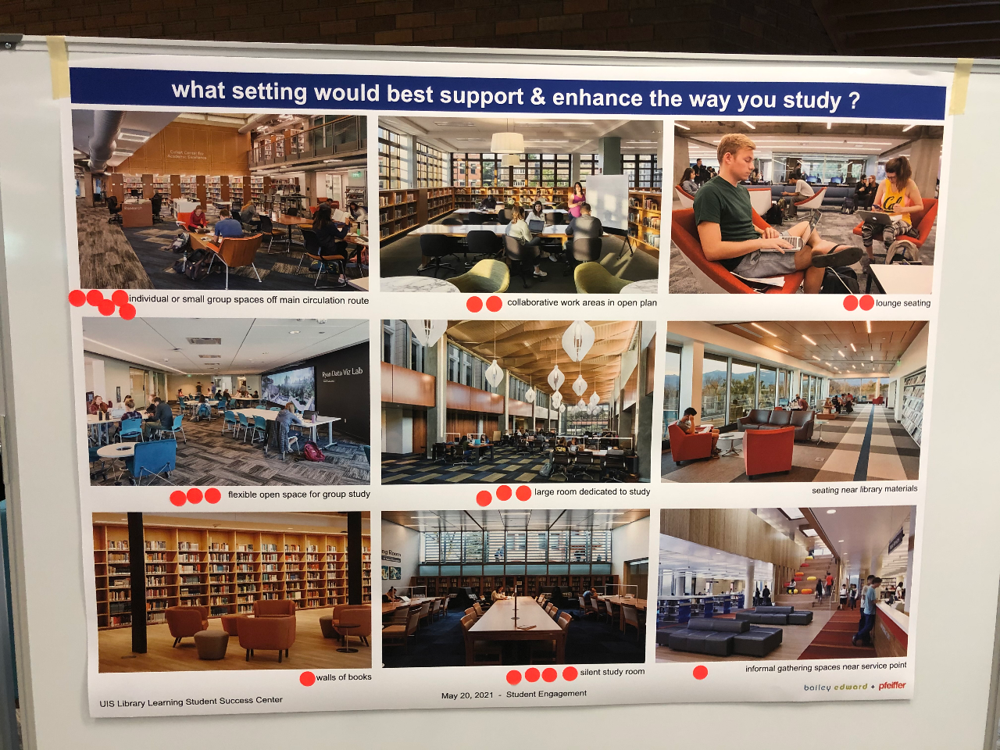 what setting would best support & enhance the way you study ?
Collat Center For
Academic Excellence
individual or small group spaces off main circulation route
collaborative work areas in open plan
Cal
lounge seating
Ryan Data Viz Lab
flexible open space for group study
large room dedicated to study
seating near library materials
walls of books
ng Room
silent study room
informal gathering spaces near service point
UIS Library Learning Student Success Center
May 20, 2021 - Student Engagement
bailey edward + pfeiffer